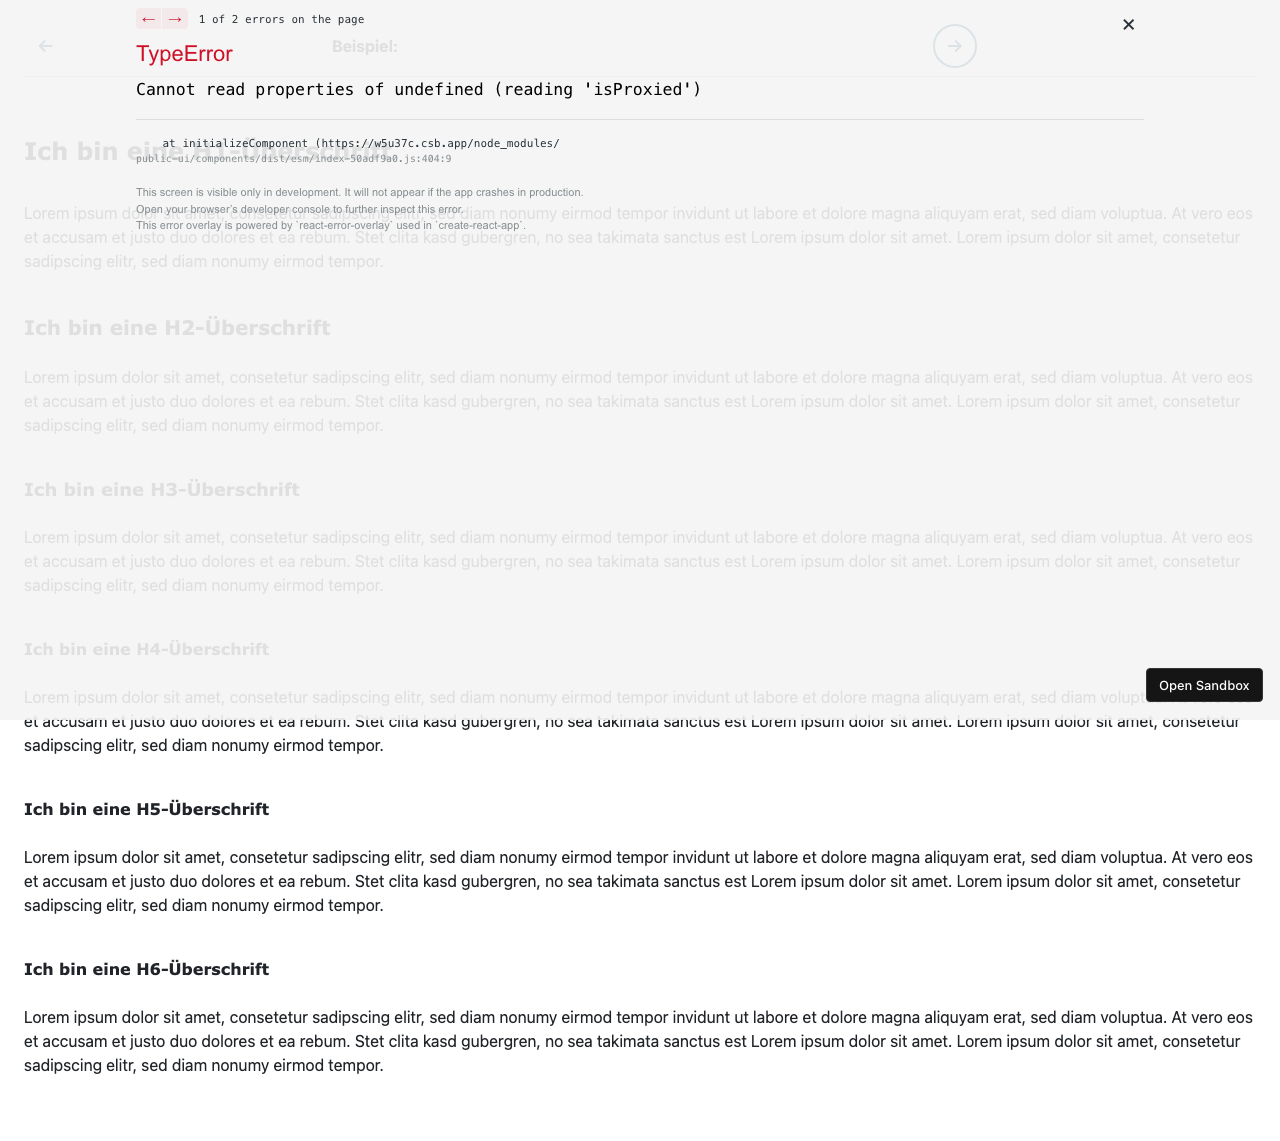 ← → 1 of 2 errors on the page ✕
← Beispiel: →
TypeError
Cannot read properties of undefined (reading 'isProxied')
at initializeComponent (https://w5u37c.csb.app/node_modules/
Ich bin eine H1-Überschrift
public-ui/components/dist/esm/index-50adf9a0.js:404:9
This screen is visible only in development. It will not appear if the app crashes in production.
Open your browser’s developer console to further inspect this error.
This error overlay is powered by `react-error-overlay` used in `create-react-app`.
Lorem ipsum dolor sit amet, consetetur sadipscing elitr, sed diam nonumy eirmod tempor invidunt ut labore et dolore magna aliquyam erat, sed diam voluptua. At vero eos
et accusam et justo duo dolores et ea rebum. Stet clita kasd gubergren, no sea takimata sanctus est Lorem ipsum dolor sit amet. Lorem ipsum dolor sit amet, consetetur
sadipscing elitr, sed diam nonumy eirmod tempor.
Ich bin eine H2-Überschrift
Lorem ipsum dolor sit amet, consetetur sadipscing elitr, sed diam nonumy eirmod tempor invidunt ut labore et dolore magna aliquyam erat, sed diam voluptua. At vero eos
et accusam et justo duo dolores et ea rebum. Stet clita kasd gubergren, no sea takimata sanctus est Lorem ipsum dolor sit amet. Lorem ipsum dolor sit amet, consetetur
sadipscing elitr, sed diam nonumy eirmod tempor.
Ich bin eine H3-Überschrift
Lorem ipsum dolor sit amet, consetetur sadipscing elitr, sed diam nonumy eirmod tempor invidunt ut labore et dolore magna aliquyam erat, sed diam voluptua. At vero eos
et accusam et justo duo dolores et ea rebum. Stet clita kasd gubergren, no sea takimata sanctus est Lorem ipsum dolor sit amet. Lorem ipsum dolor sit amet, consetetur
sadipscing elitr, sed diam nonumy eirmod tempor.
Ich bin eine H4-Überschrift
Open Sandbox
Lorem ipsum dolor sit amet, consetetur sadipscing elitr, sed diam nonumy eirmod tempor invidunt ut labore et dolore magna aliquyam erat, sed diam voluptua. At vero eos
et accusam et justo duo dolores et ea rebum. Stet clita kasd gubergren, no sea takimata sanctus est Lorem ipsum dolor sit amet. Lorem ipsum dolor sit amet, consetetur
sadipscing elitr, sed diam nonumy eirmod tempor.
Ich bin eine H5-Überschrift
Lorem ipsum dolor sit amet, consetetur sadipscing elitr, sed diam nonumy eirmod tempor invidunt ut labore et dolore magna aliquyam erat, sed diam voluptua. At vero eos
et accusam et justo duo dolores et ea rebum. Stet clita kasd gubergren, no sea takimata sanctus est Lorem ipsum dolor sit amet. Lorem ipsum dolor sit amet, consetetur
sadipscing elitr, sed diam nonumy eirmod tempor.
Ich bin eine H6-Überschrift
Lorem ipsum dolor sit amet, consetetur sadipscing elitr, sed diam nonumy eirmod tempor invidunt ut labore et dolore magna aliquyam erat, sed diam voluptua. At vero eos
et accusam et justo duo dolores et ea rebum. Stet clita kasd gubergren, no sea takimata sanctus est Lorem ipsum dolor sit amet. Lorem ipsum dolor sit amet, consetetur
sadipscing elitr, sed diam nonumy eirmod tempor.